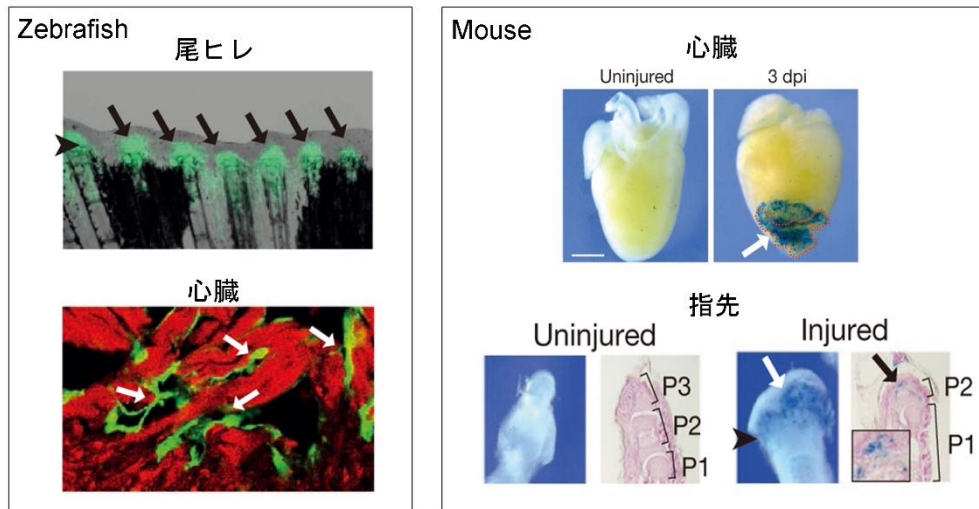 Zebrafish
尾ヒレ
心臓
Mouse
心臓
Uninjured
3 dpi
指先
Uninjured
Injured
P3
P2
P1
P2
P1